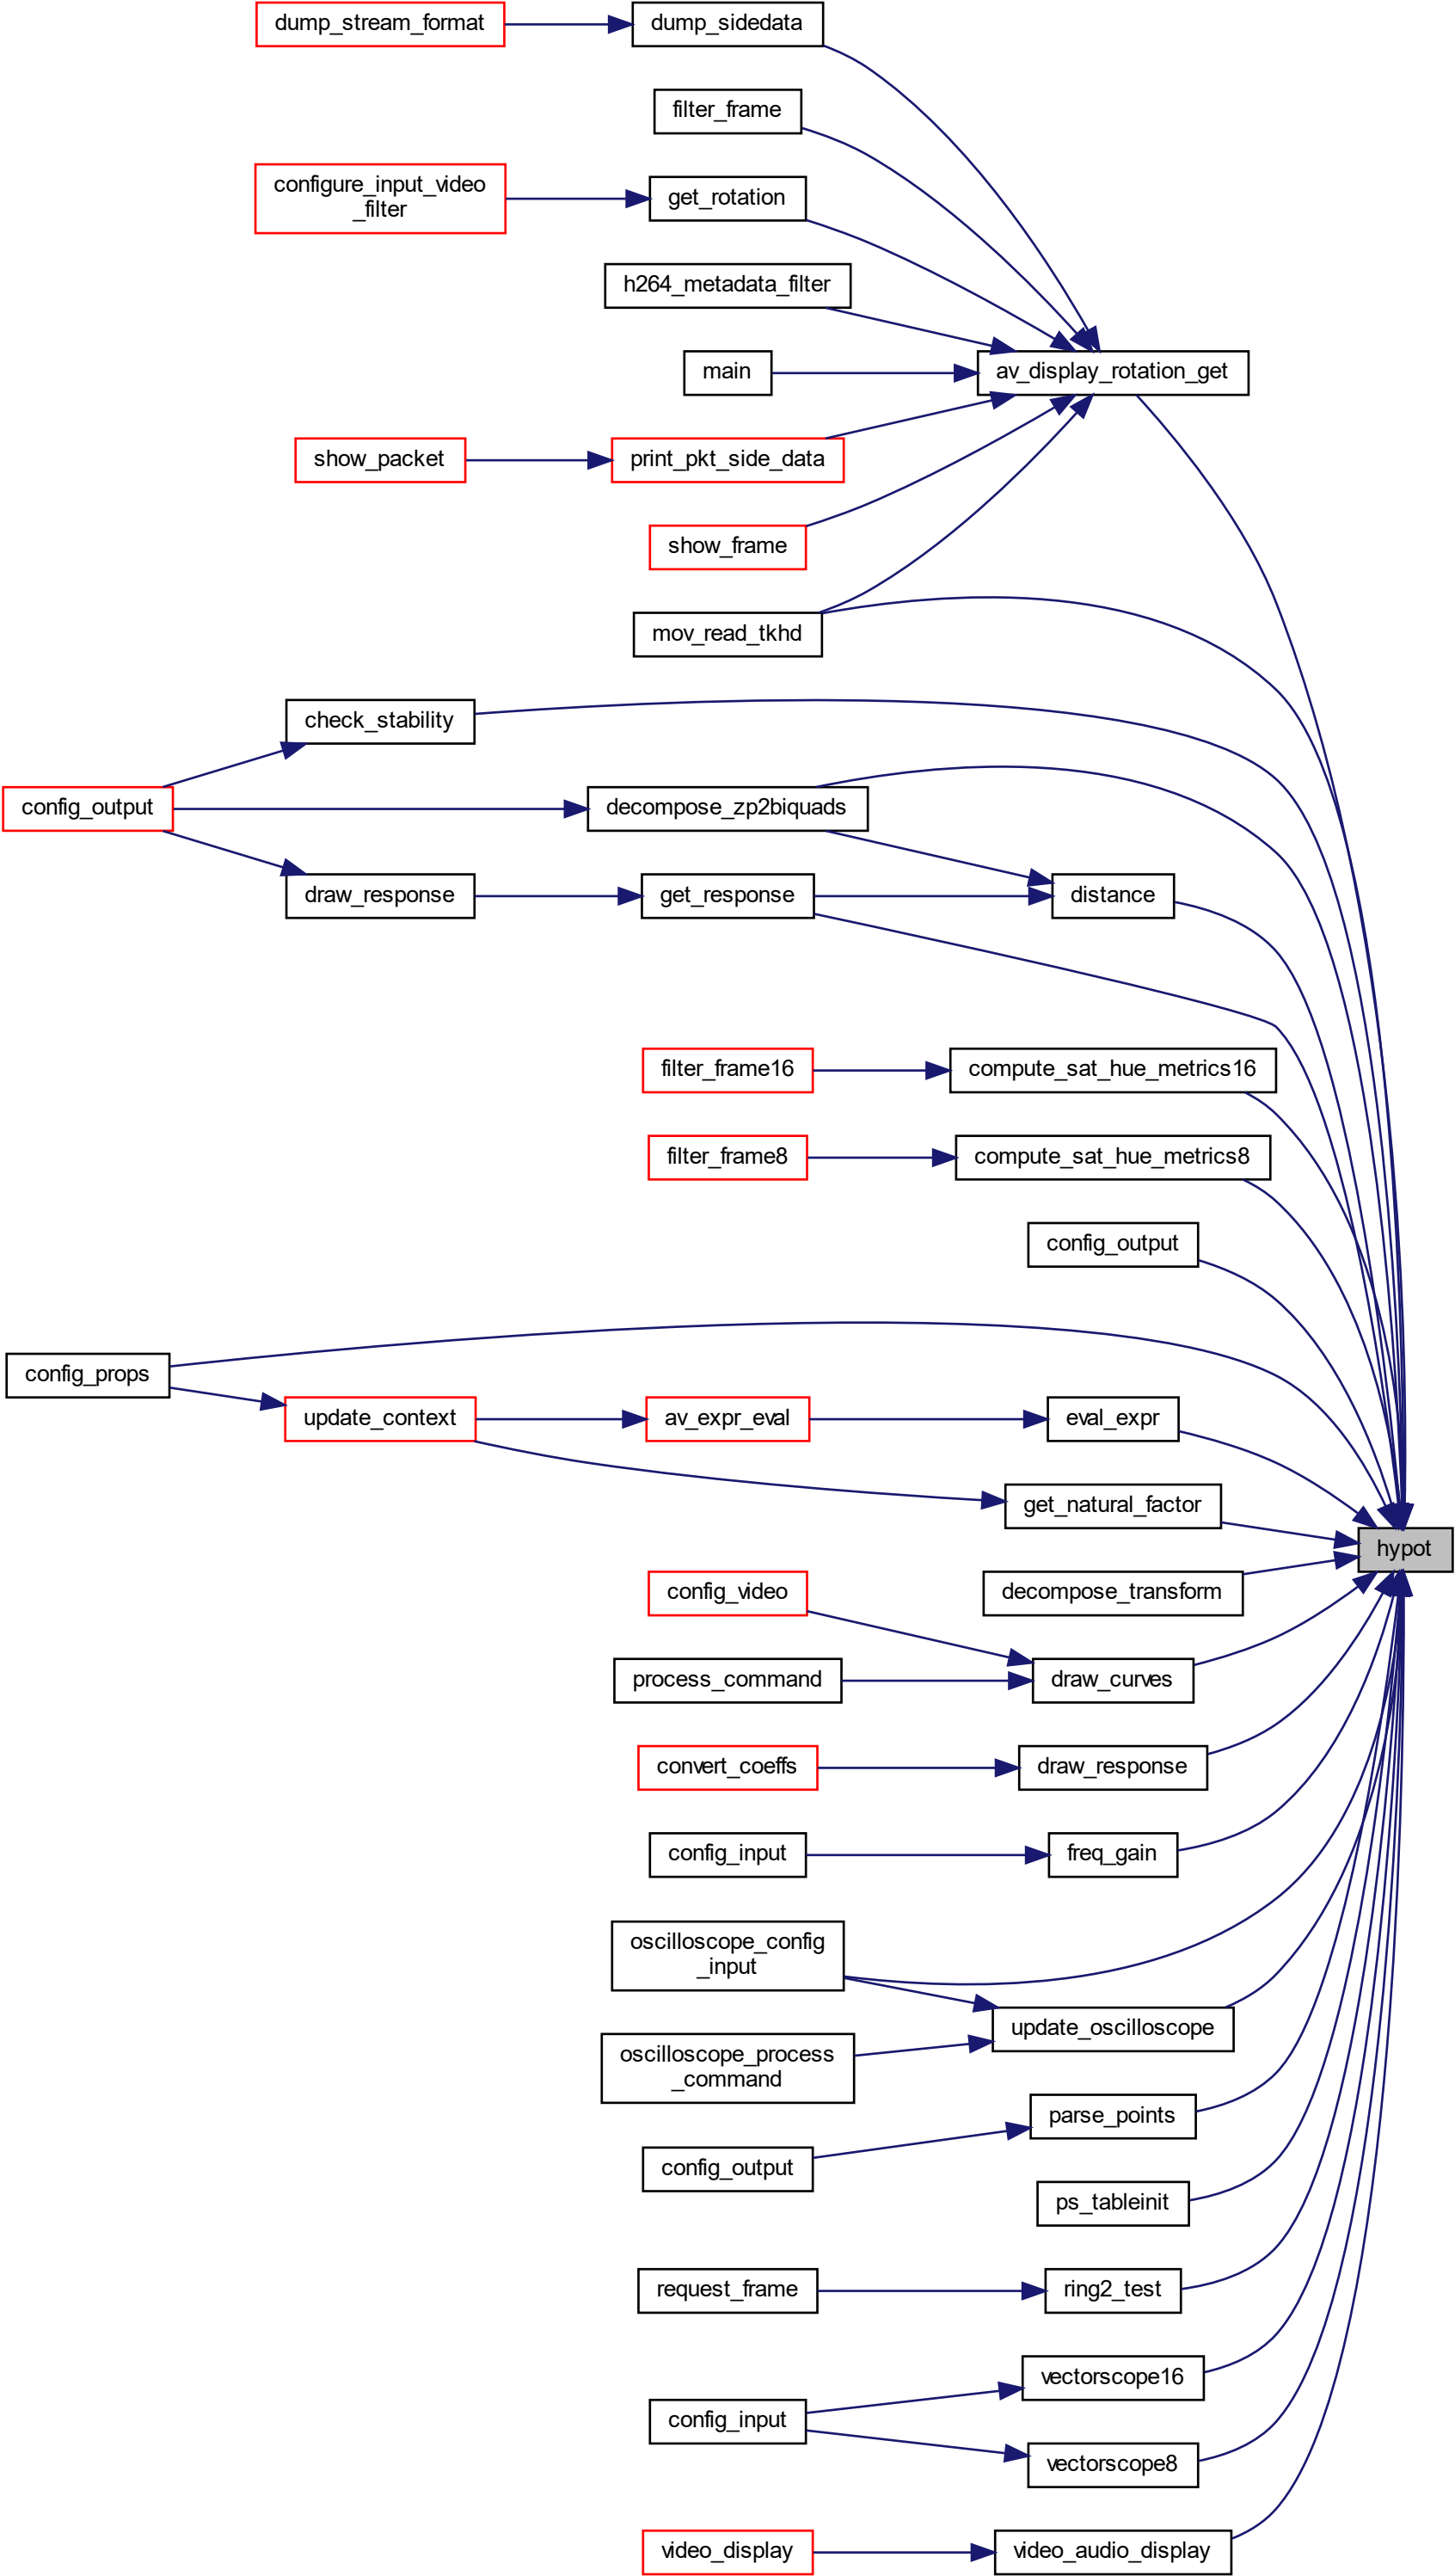 dump_stream_format
dump_sidedata
filter_frame
configure_input_video
_filter
get_rotation
h264_metadata_filter
main
av_display_rotation_get
show_packet
print_pkt_side_data
show_frame
mov_read_tkhd
check_stability
config_output
decompose_zp2biquads
draw_response
get_response
distance
filter_frame16
compute_sat_hue_metrics16
filter_frame8
compute_sat_hue_metrics8
config_output
config_props
update_context
av_expr_eval
eval_expr
get_natural_factor
hypot
config_video
decompose_transform
process_command
draw_curves
convert_coeffs
draw_response
config_input
freq_gain
oscilloscope_config
_input
update_oscilloscope
oscilloscope_process
_command
parse_points
config_output
ps_tableinit
request_frame
ring2_test
vectorscope16
config_input
vectorscope8
video_display
video_audio_display